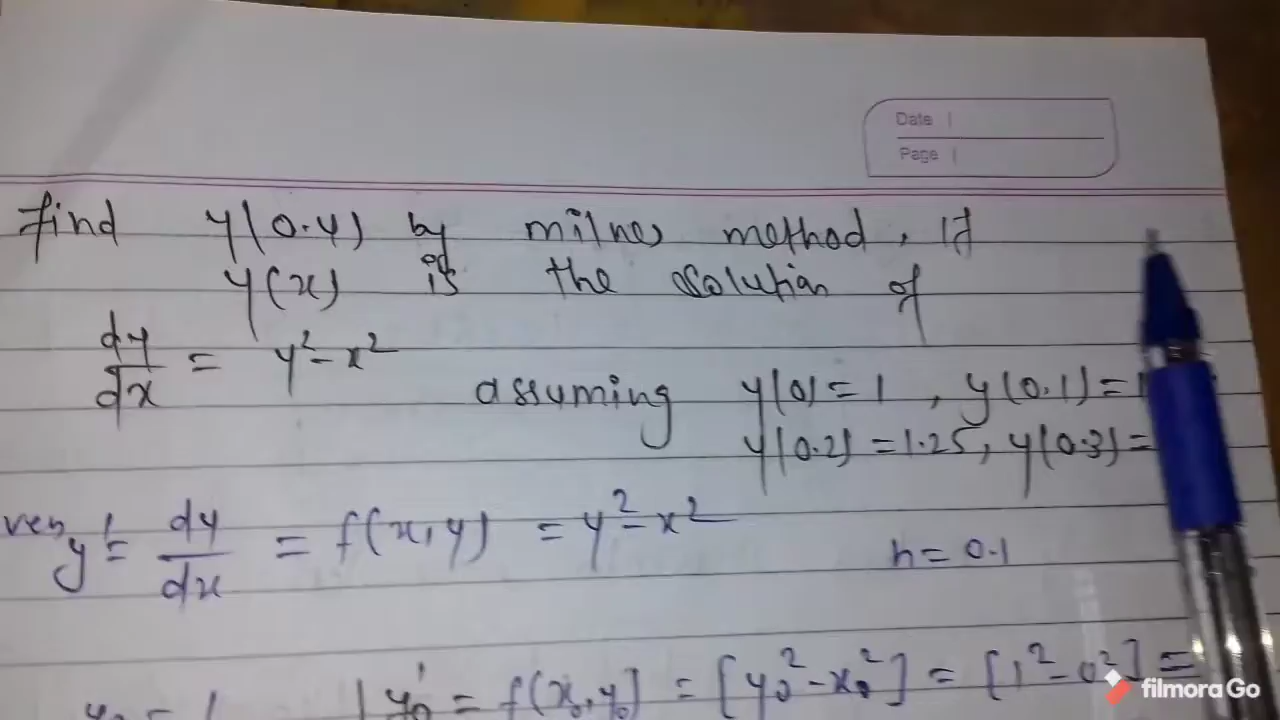 Date
Page
Find y(0.4) by milnes method, if
y(x) is the solution of
dy/dx = y²-x²
assuming y(0)=1, y(0.1)=1
y(0.2)=1.25, y(0.3)=
y' = dy/dx = f(x,y) = y²-x²
h=0.1
y₀' = f(x₀,y₀] = [y₀²-x₀²] = [1²-0²] =
filmora Go